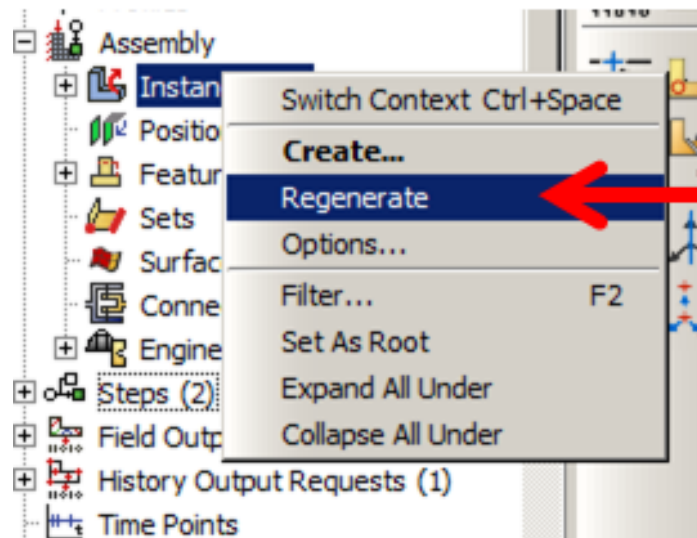 Assembly
Instan
Switch Context Ctrl+Space
Positio
Create...
Featur
Regenerate
Sets
Options...
Surfac
Conne
Filter... F2
Engine
Set As Root
Steps (2)
Expand All Under
Field Outp
Collapse All Under
History Output Requests (1)
Time Points